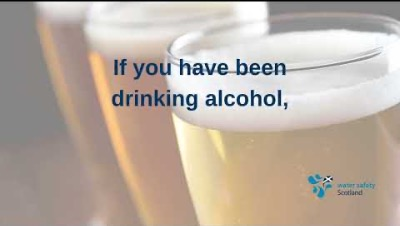 If you have been
drinking alcohol,
water safety
Scotland